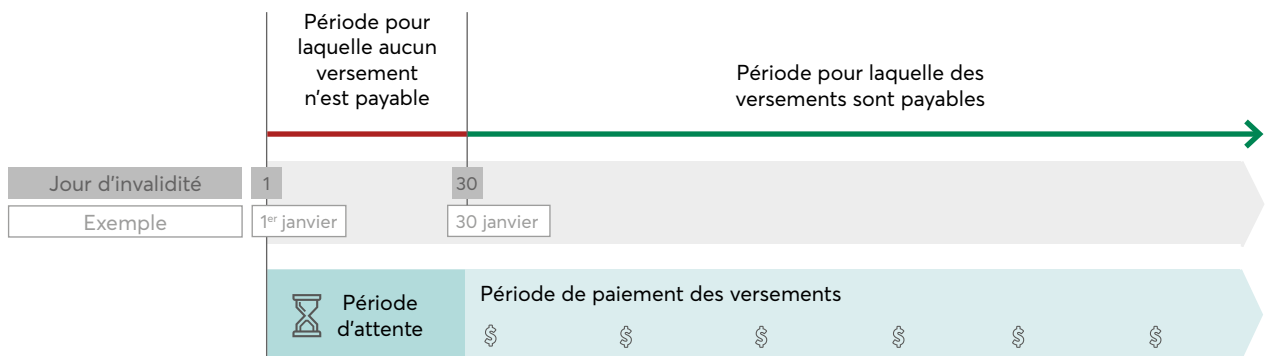 Période pour
laquelle aucun
versement
n'est payable
Période pour laquelle des
versements sont payables
Jour d'invalidité
1
30
Exemple
1er janvier
30 janvier
Période
d'attente
Période de paiement des versements
$ $ $ $ $ $